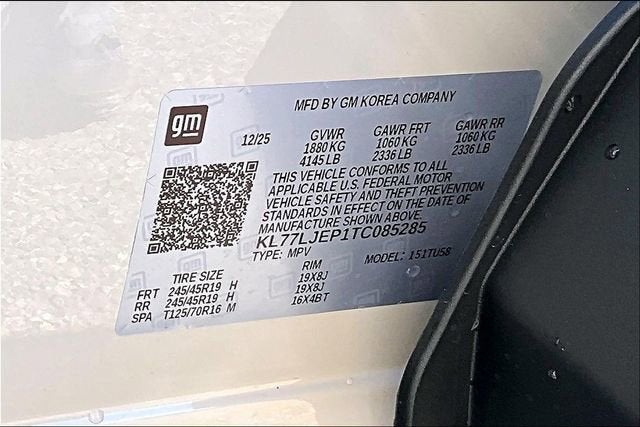 MFD BY GM KOREA COMPANY
gm
12/25 GVWR GAWR FRT GAWR RR
1880 KG 1060 KG 1060 KG
4145 LB 2336 LB 2336 LB
THIS VEHICLE CONFORMS TO ALL
APPLICABLE U.S. FEDERAL MOTOR
VEHICLE SAFETY AND THEFT PREVENTION
STANDARDS IN EFFECT ON THE DATE OF
MANUFACTURE SHOWN ABOVE.
KL77LJEP1TC085285
TYPE: MPV MODEL: 151TU58
TIRE SIZE RIM
FRT 245/45R19 H 19X8J
RR 245/45R19 H 19X8J
SPA T125/70R16 M 16X4BT